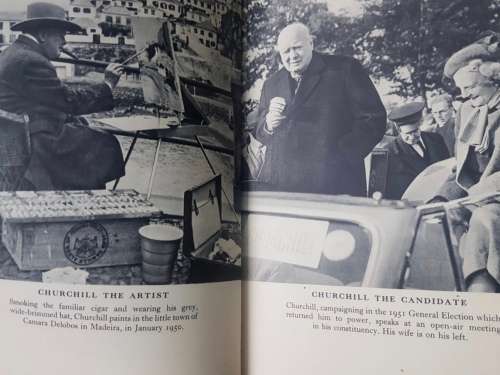 CHURCHILL THE ARTIST
Smoking the familiar cigar and wearing his grey,
wide-brimmed hat, Churchill paints in the little town of
Camara Delobos in Madeira, in January 1950.
CHURCHILL THE CANDIDATE
Churchill, campaigning in the 1951 General Election which
returned him to power, speaks at an open-air meeting
in his constituency. His wife is on his left.